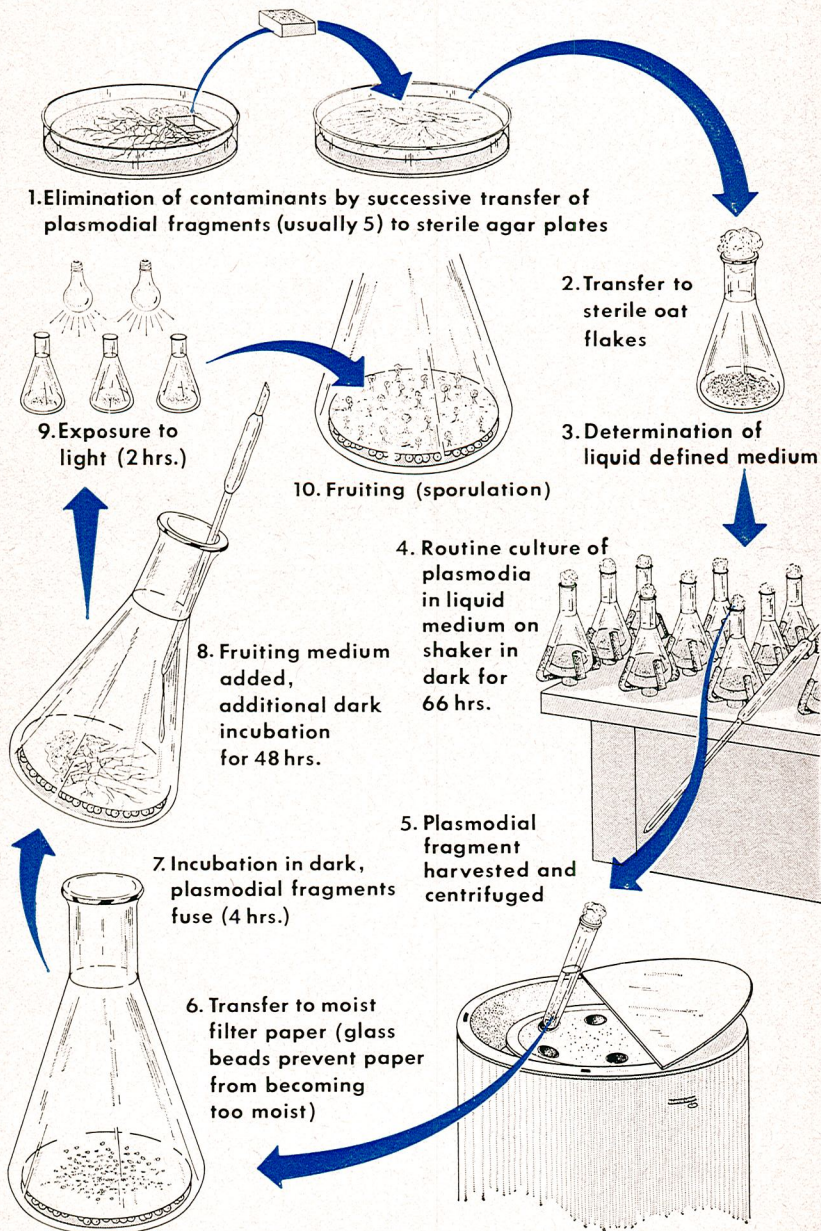 1.Elimination of contaminants by successive transfer of
plasmodial fragments (usually 5) to sterile agar plates
2. Transfer to
sterile oat
flakes
3. Determination of
liquid defined medium
4. Routine culture of
plasmodia
in liquid
medium on
shaker in
dark for
66 hrs.
5. Plasmodial
fragment
harvested and
centrifuged
6. Transfer to moist
filter paper (glass
beads prevent paper
from becoming
too moist)
7. Incubation in dark,
plasmodial fragments
fuse (4 hrs.)
8. Fruiting medium
added,
additional dark
incubation
for 48 hrs.
9. Exposure to
light (2 hrs.)
10. Fruiting (sporulation)